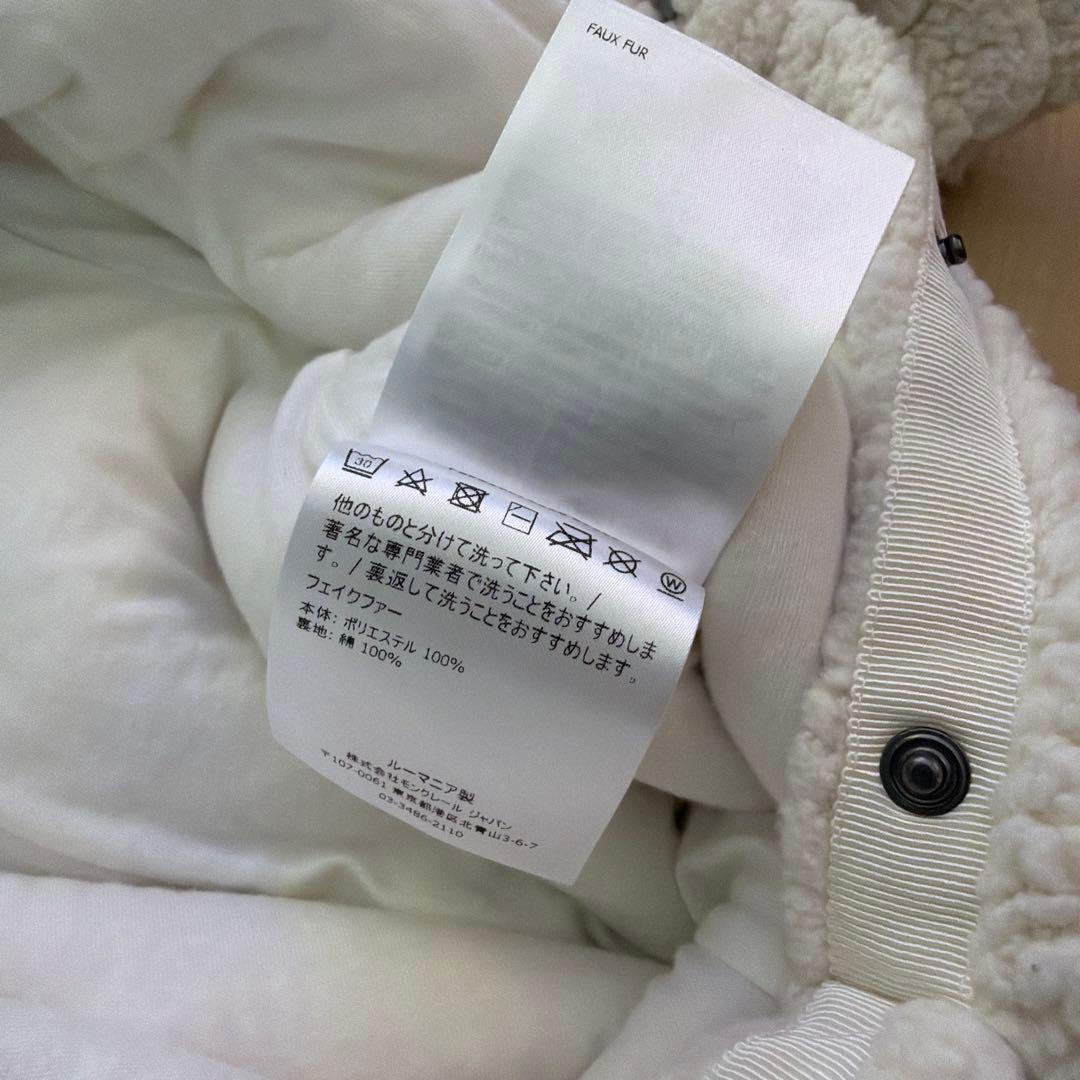 FAUX FUR
30
W
他のものと分けて洗って下さい。/
著名な専門業者で洗うことをおすすめしま
す。/ 裏返して洗うことをおすすめします。
フェイクファー
本体: ポリエステル 100%
裏地: 綿 100%
ルーマニア製
株式会社モンクレール ジャパン
〒107-0061 東京都港区北青山3-6-7
03-3486-2110